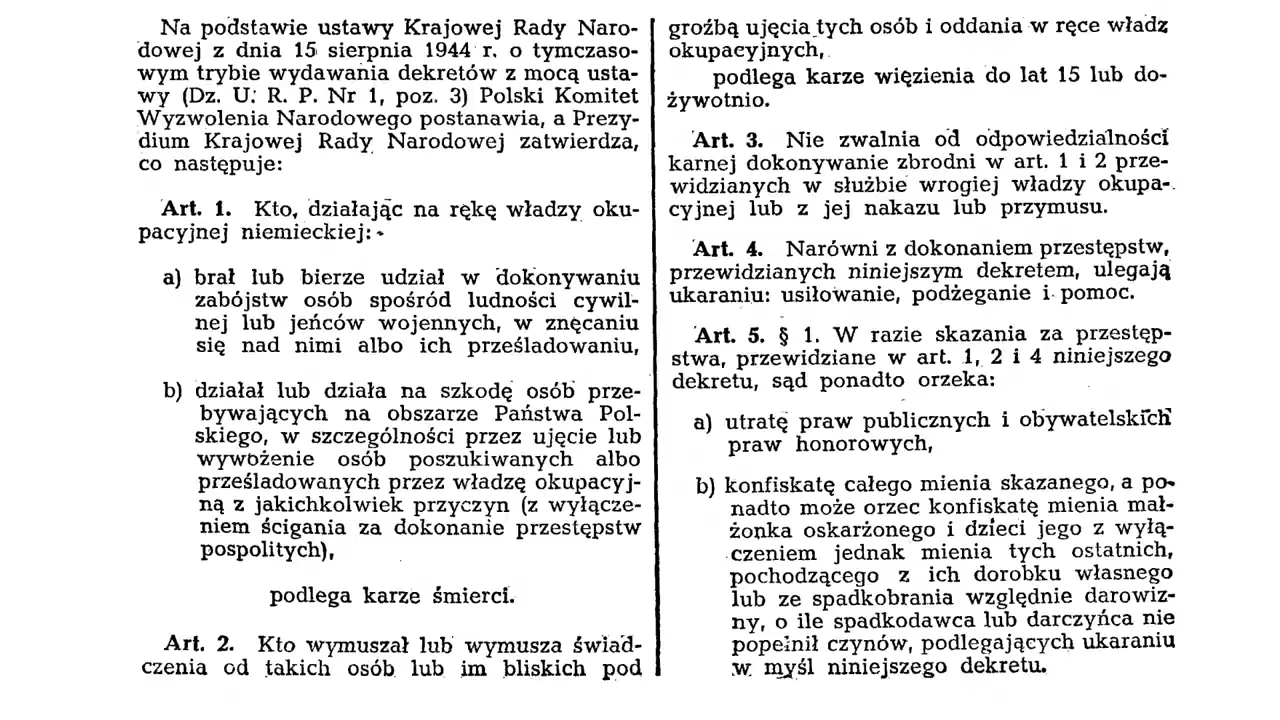 Na podstawie ustawy Krajowej Rady Naro-
dowej z dnia 15 sierpnia 1944 r. o tymczaso-
wym trybie wydawania dekretów z mocą usta-
wy (Dz. U. R. P. Nr 1, poz. 3) Polski Komitet
Wyzwolenia Narodowego postanawia, a Prezy-
dium Krajowej Rady Narodowej zatwierdza,
co następuje:
Art. 1. Kto, działając na rękę władzy oku-
pacyjnej niemieckiej:
a) brał lub bierze udział w dokonywaniu
zabójstw osób spośród ludności cywil-
nej lub jeńców wojennych, w znęcaniu
się nad nimi albo ich prześladowaniu,
b) działał lub działa na szkodę osób prze-
bywających na obszarze Państwa Pol-
skiego, w szczególności przez ujęcie lub
wywożenie osób poszukiwanych albo
prześladowanych przez władzę okupacyj-
ną z jakichkolwiek przyczyn (z wyłącze-
niem ścigania za dokonanie przestępstw
pospolitych),
podlega karze śmierci.
Art. 2. Kto wymuszał lub wymusza świad-
czenia od takich osób lub im bliskich pod
groźbą ujęcia tych osób i oddania w ręce władz
okupacyjnych,
podlega karze więzienia do lat 15 lub do-
żywotnio.
Art. 3. Nie zwalnia od odpowiedzialności
karnej dokonywanie zbrodni w art. 1 i 2 prze-
widzianych w służbie wrogiej władzy okupa-
cyjnej lub z jej nakazu lub przymusu.
Art. 4. Narówni z dokonaniem przestępstw,
przewidzianych niniejszym dekretem, ulegają
ukaraniu: usiłowanie, podżeganie i pomoc.
Art. 5. § 1. W razie skazania za przestęp-
stwa, przewidziane w art. 1, 2 i 4 niniejszego
dekretu, sąd ponadto orzeka:
a) utratę praw publicznych i obywatelskich
praw honorowych,
b) konfiskatę całego mienia skazanego, a po-
nadto może orzec konfiskatę mienia mał-
żonka oskarżonego i dzieci jego z wyłą-
czeniem jednak mienia tych ostatnich,
pochodzącego z ich dorobku własnego
lub ze spadkobrania względnie darowiz-
ny, o ile spadkodawca lub darczyńca nie
popełnił czynów, podlegających ukaraniu
w myśl niniejszego dekretu.